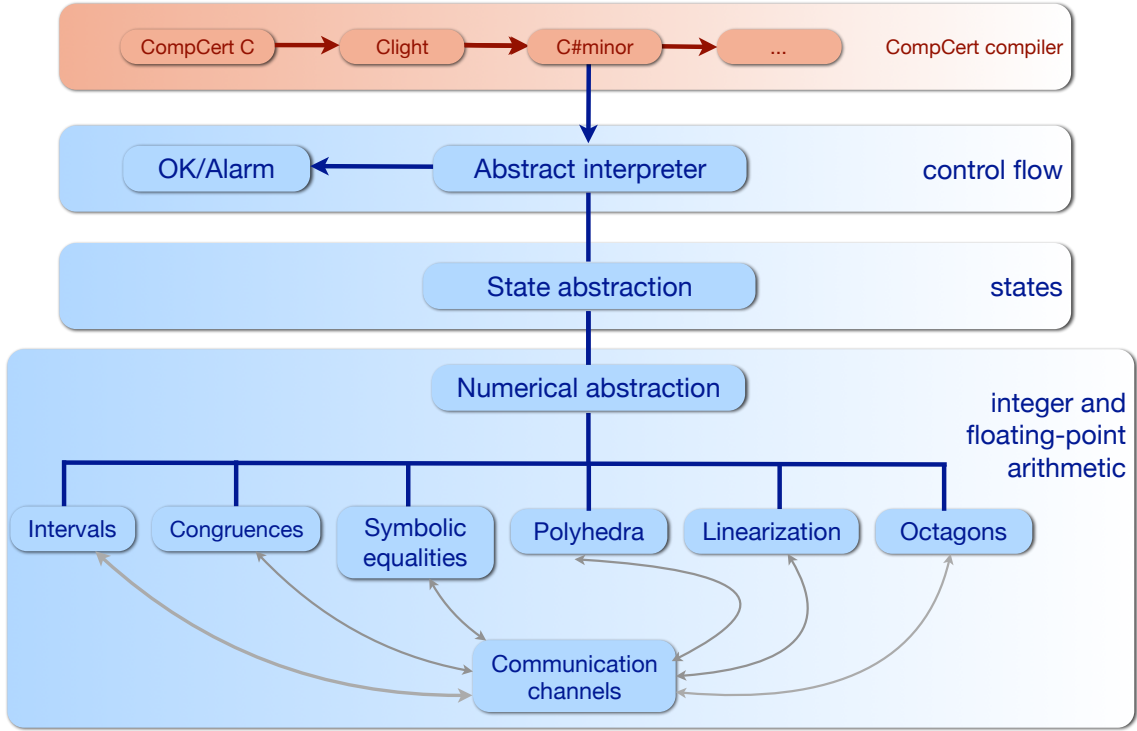 CompCert C
Clight
C#minor
...
CompCert compiler
OK/Alarm
Abstract interpreter
control flow
State abstraction
states
Numerical abstraction
integer and
floating-point
arithmetic
Intervals
Congruences
Symbolic
equalities
Polyhedra
Linearization
Octagons
Communication
channels